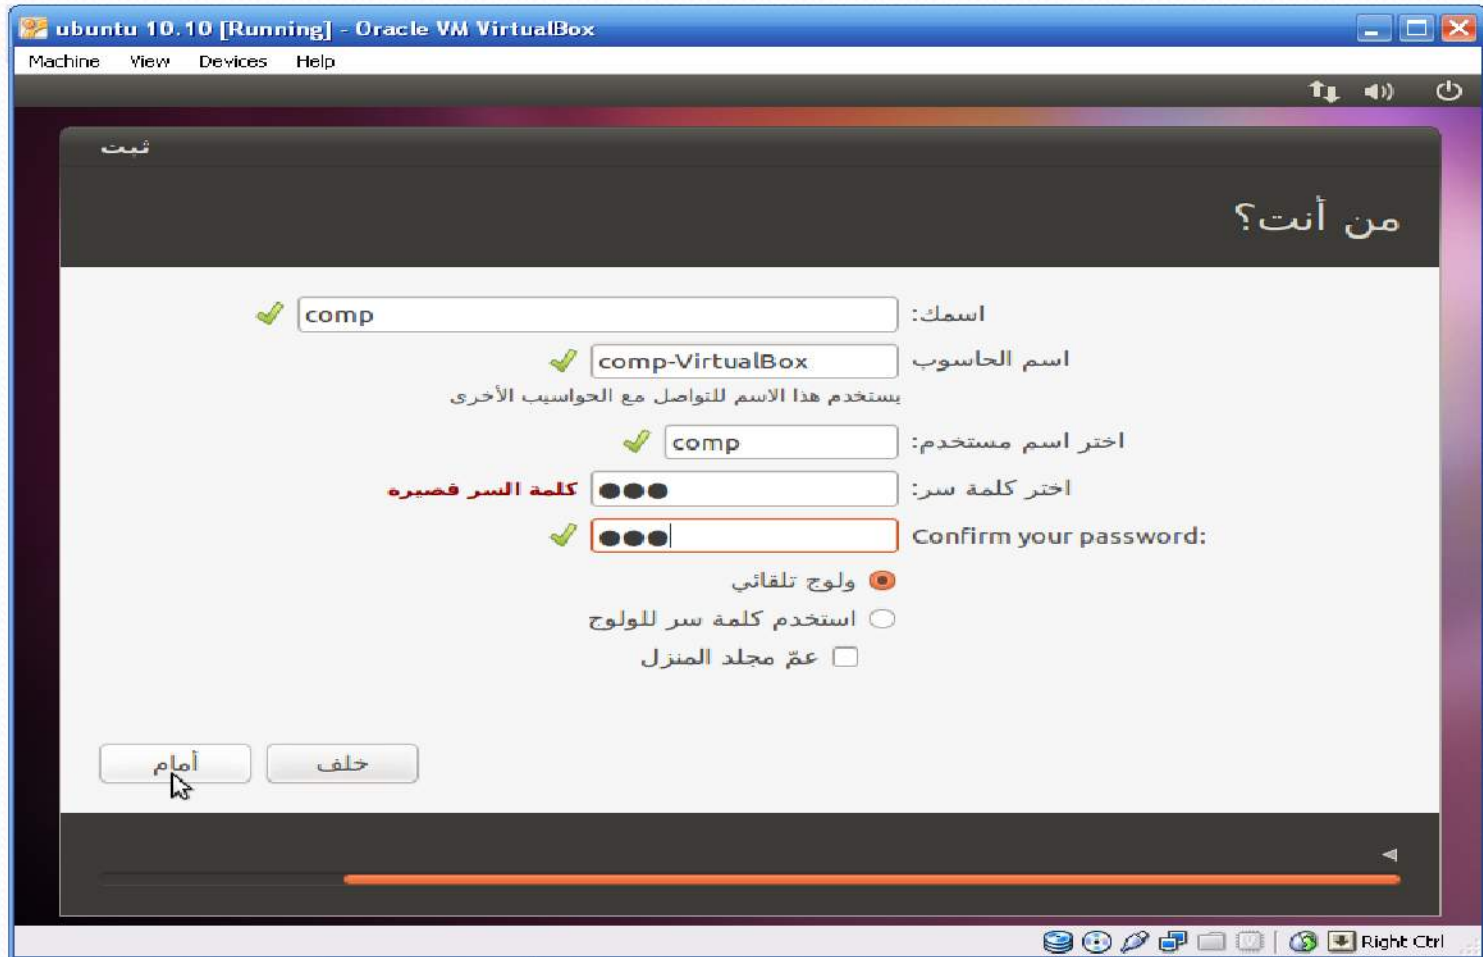 ubuntu 10.10 [Running] - Oracle VM VirtualBox
Machine View Devices Help
ثبت
من أنت؟
اسمك: comp
اسم الحاسوب comp-VirtualBox
يستخدم هذا الاسم للتواصل مع الحواسيب الأخرى
اختر اسم مستخدم: comp
اختر كلمة سر: ●●● كلمة السر قصيره
Confirm your password: ●●●
ولوج تلقائي
استخدم كلمة سر للولوج
عمّ مجلد المنزل
خلف أمام
Right Ctrl